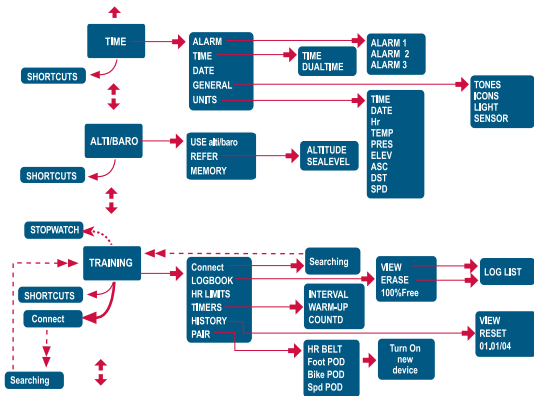 TIME
SHORTCUTS
ALARM
TIME
DATE
GENERAL
UNITS
TIME
DUALTIME
ALARM 1
ALARM 2
ALARM 3
TONES
ICONS
LIGHT
SENSOR
TIME
DATE
Hr
TEMP
PRES
ELEV
ASC
DST
SPD
ALTI/BARO
SHORTCUTS
USE alti/baro
REFER
MEMORY
ALTITUDE
SEALEVEL
STOPWATCH
TRAINING
SHORTCUTS
Connect
Searching
Connect
LOGBOOK
HR LIMITS
TIMERS
HISTORY
PAIR
Searching
VIEW
ERASE
100%Free
LOG LIST
INTERVAL
WARM-UP
COUNTD
VIEW
RESET
01,01/04
HR BELT
Foot POD
Bike POD
Spd POD
Turn On
new
device